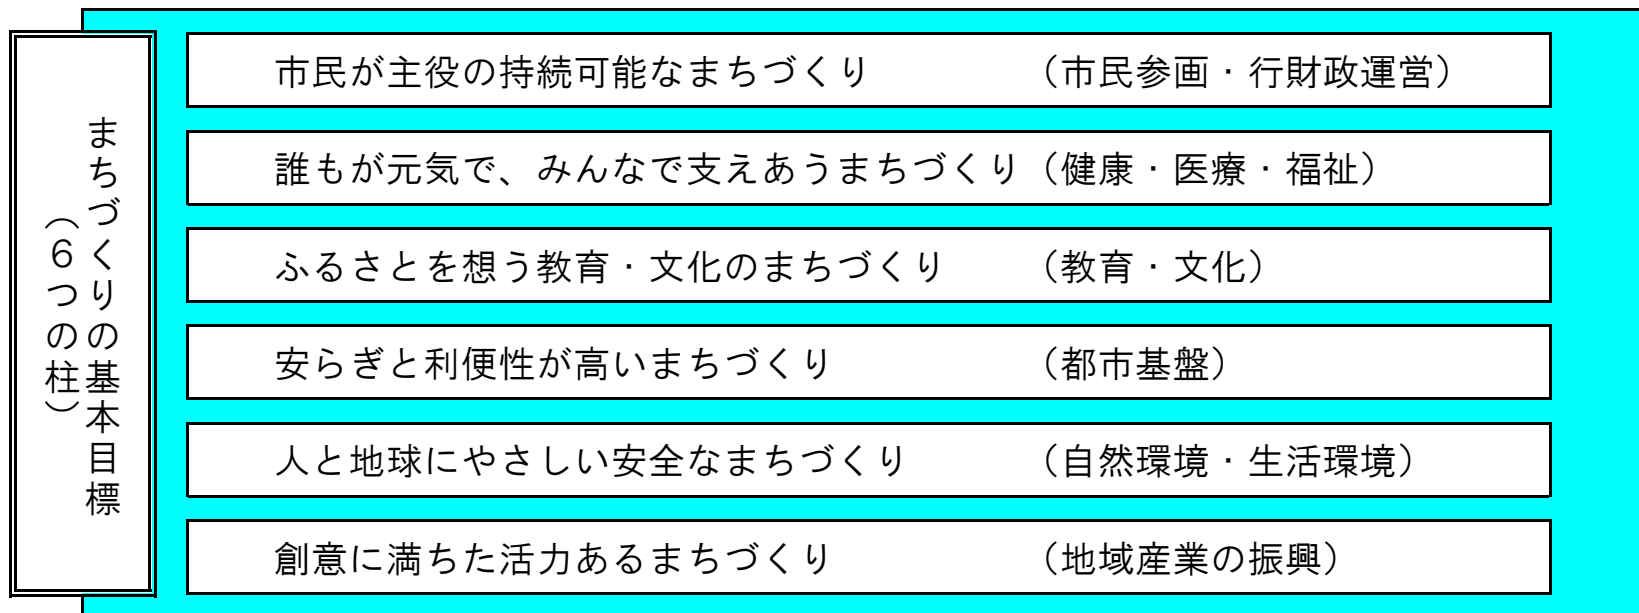 まちづくりの基本目標
（６つの柱）
市民が主役の持続可能なまちづくり（市民参画・行財政運営）
誰もが元気で、みんなで支えあうまちづくり（健康・医療・福祉）
ふるさとを想う教育・文化のまちづくり（教育・文化）
安らぎと利便性が高いまちづくり（都市基盤）
人と地球にやさしい安全なまちづくり（自然環境・生活環境）
創意に満ちた活力あるまちづくり（地域産業の振興）